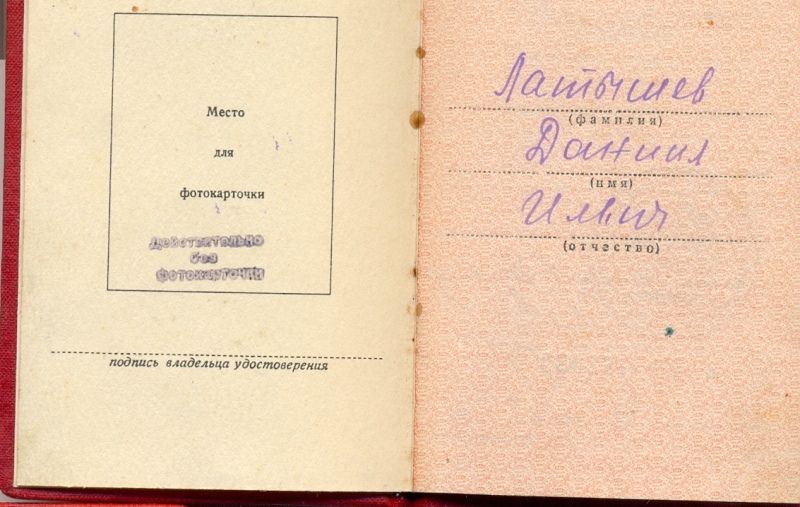 Место
для
фотокарточки
Действительно
без
фотокарточки
подпись владельца удостоверения
Латышев
(фамилия)
Даниил
(имя)
Ильич
(отчество)